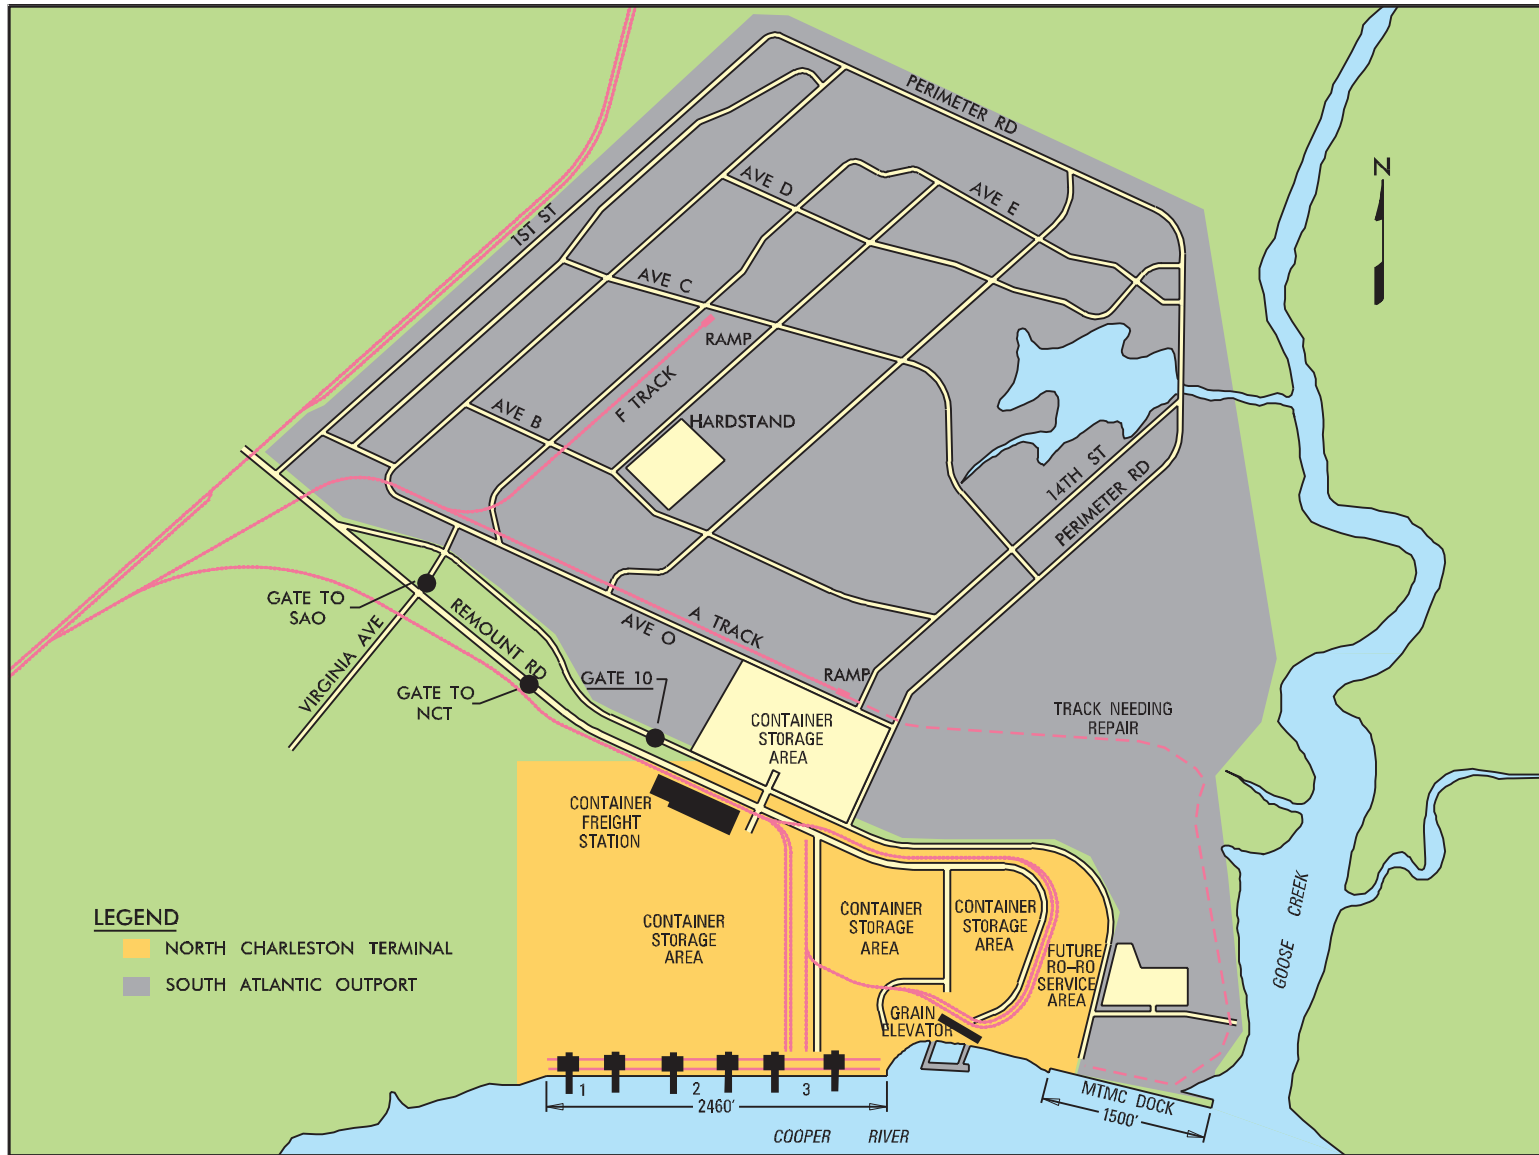 PERIMETER RD
N
AVE D
AVE E
1ST ST
AVE C
RAMP
F TRACK
AVE B
HARDSTAND
14TH ST
PERIMETER RD
GATE TO
SAO
REMOUNT RD
VIRGINIA AVE
A TRACK
AVE O
GATE TO
NCT
GATE 10
RAMP
TRACK NEEDING
REPAIR
CONTAINER
STORAGE
AREA
CONTAINER
FREIGHT
STATION
LEGEND
NORTH CHARLESTON TERMINAL
SOUTH ATLANTIC OUTPORT
CONTAINER
STORAGE
AREA
CONTAINER
STORAGE
AREA
CONTAINER
STORAGE
AREA
FUTURE
RO-RO
SERVICE
AREA
GOOSE CREEK
GRAIN
ELEVATOR
1
2
3
2460'
MTMC DOCK
1500'
COOPER RIVER